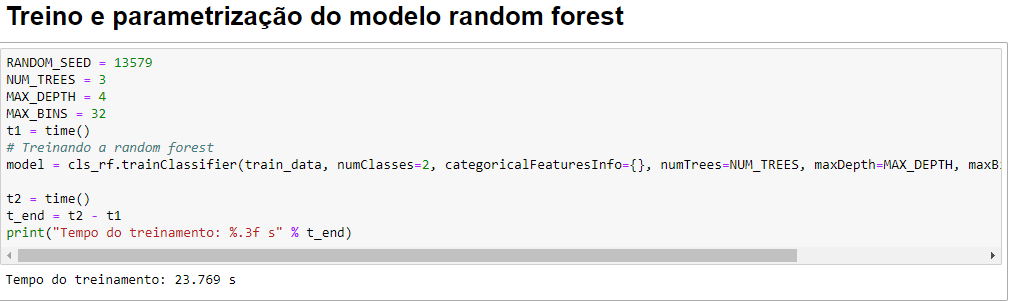 Treino e parametrização do modelo random forest
RANDOM_SEED = 13579
NUM_TREES = 3
MAX_DEPTH = 4
MAX_BINS = 32
t1 = time()
# Treinando a random forest
model = cls_rf.trainClassifier(train_data, numClasses=2, categoricalFeaturesInfo={}, numTrees=NUM_TREES, maxDepth=MAX_DEPTH, maxBi
t2 = time()
t_end = t2 - t1
print("Tempo do treinamento: %.3f s" % t_end)
Tempo do treinamento: 23.769 s